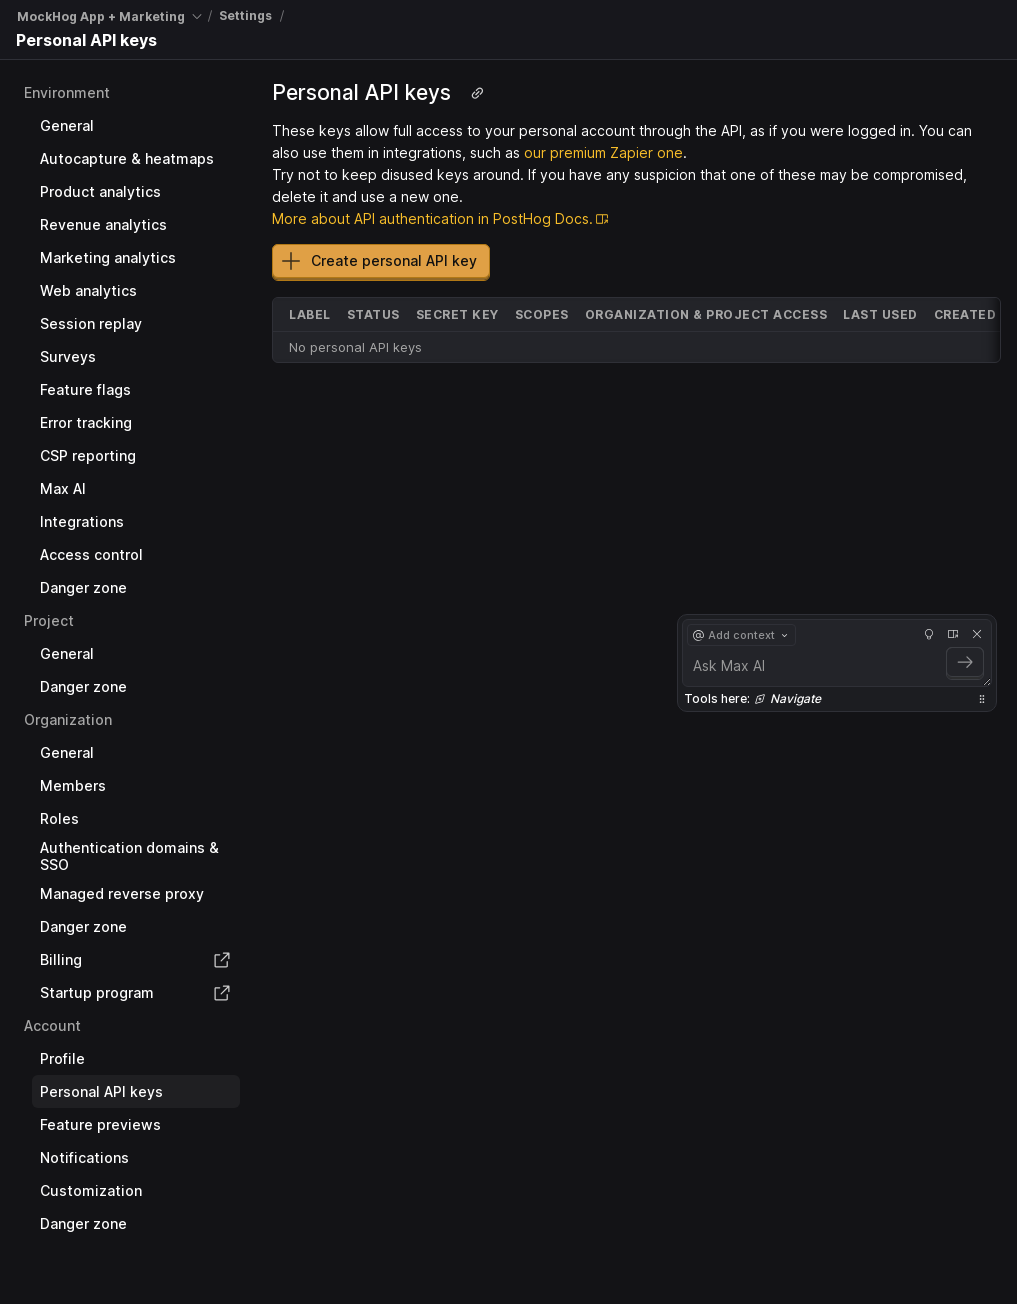 MockHog App + Marketing / Settings /
Personal API keys
Environment
General
Autocapture & heatmaps
Product analytics
Revenue analytics
Marketing analytics
Web analytics
Session replay
Surveys
Feature flags
Error tracking
CSP reporting
Max AI
Integrations
Access control
Danger zone
Project
General
Danger zone
Organization
General
Members
Roles
Authentication domains &
SSO
Managed reverse proxy
Danger zone
Billing
Startup program
Account
Profile
Personal API keys
Feature previews
Notifications
Customization
Danger zone
Personal API keys
These keys allow full access to your personal account through the API, as if you were logged in. You can
also use them in integrations, such as our premium Zapier one.
Try not to keep disused keys around. If you have any suspicion that one of these may be compromised,
delete it and use a new one.
More about API authentication in PostHog Docs.
Create personal API key
LABEL STATUS SECRET KEY SCOPES ORGANIZATION & PROJECT ACCESS LAST USED CREATED
No personal API keys
@ Add context
Ask Max AI
Tools here: Navigate